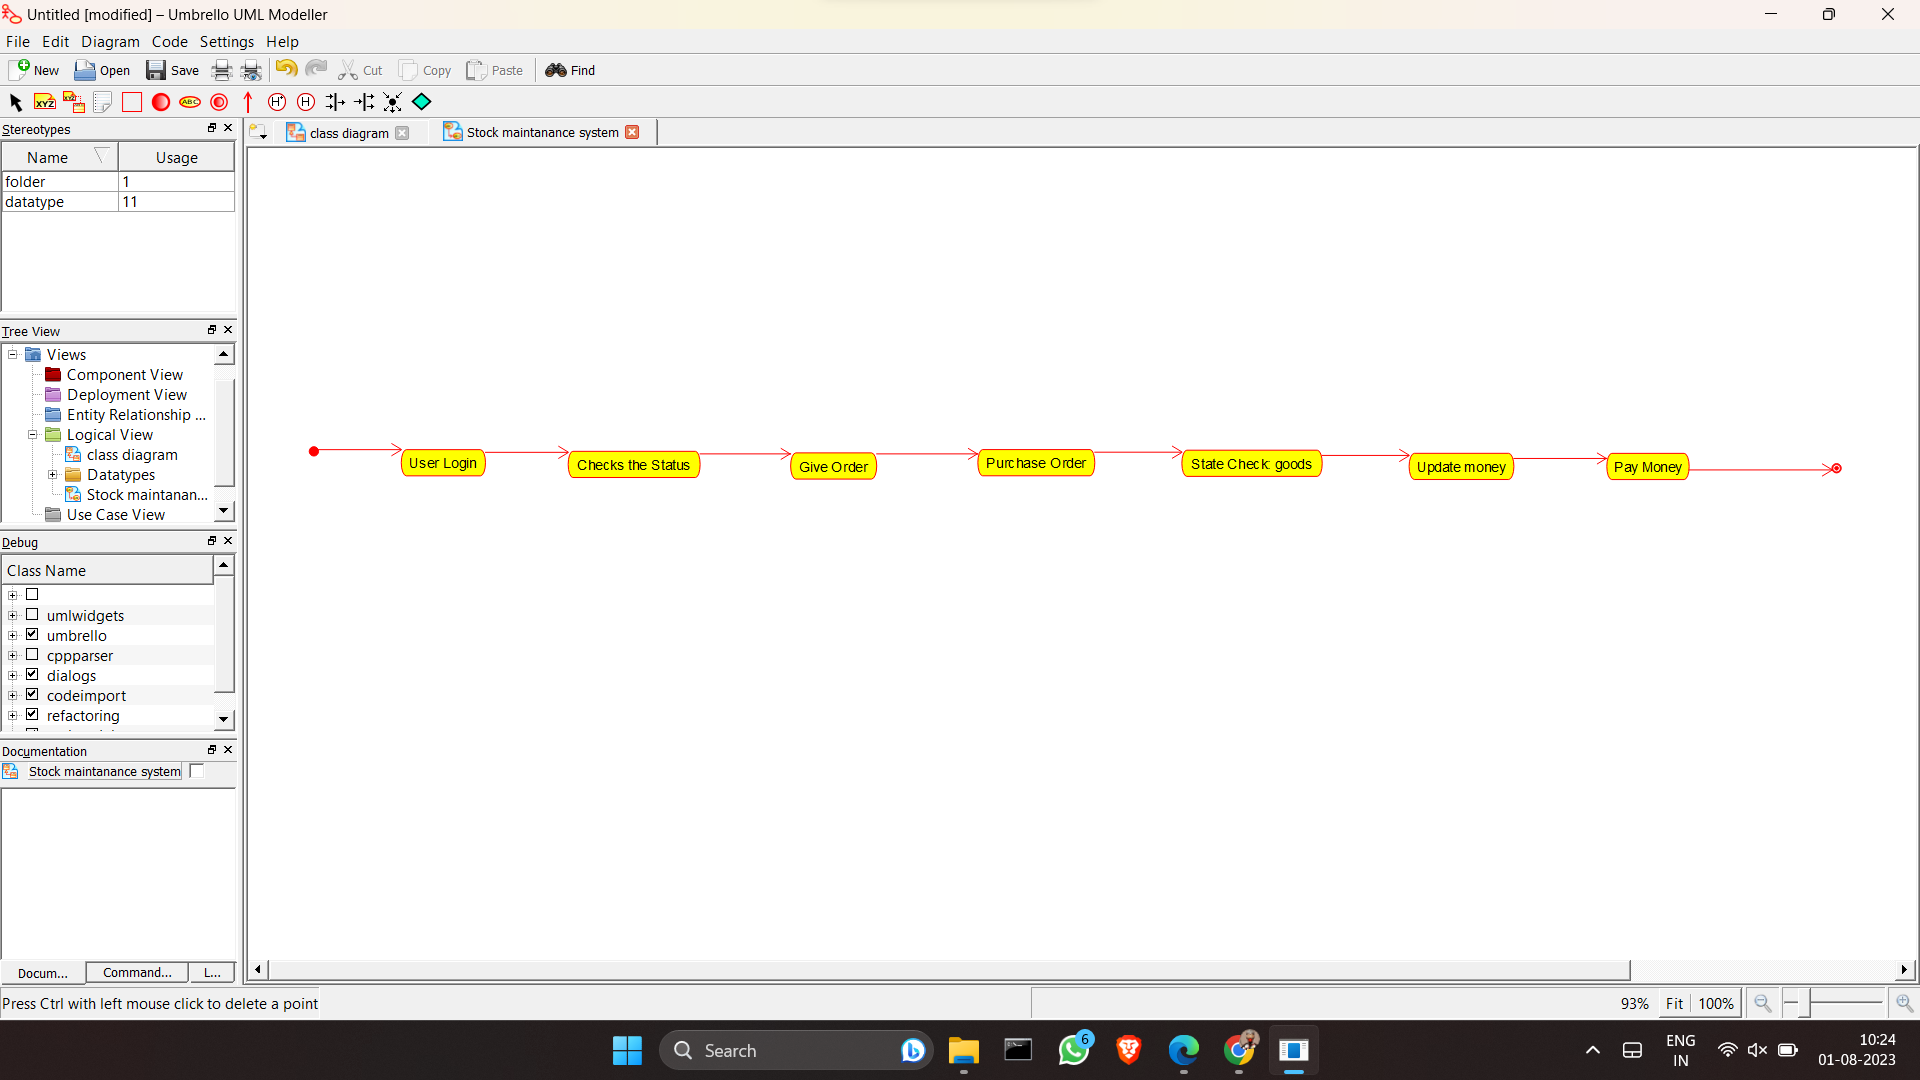 Untitled [modified] – Umbrello UML Modeller
File Edit Diagram Code Settings Help
New Open Save Cut Copy Paste Find
XYZ XYZ ABC H* H
Stereotypes
Name Usage
folder 1
datatype 11
class diagram Stock maintanance system
Tree View
Views
Component View
Deployment View
Entity Relationship ...
Logical View
class diagram
Datatypes
Stock maintanan...
Use Case View
User Login Checks the Status Give Order Purchase Order State Check: goods Update money Pay Money
Debug
Class Name
umlwidgets
umbrello
cppparser
dialogs
codeimport
refactoring
Documentation
Stock maintanance system
Docum... Command... L...
Press Ctrl with left mouse click to delete a point
93% Fit 100%
Search
6
ENG
IN
10:24
01-08-2023